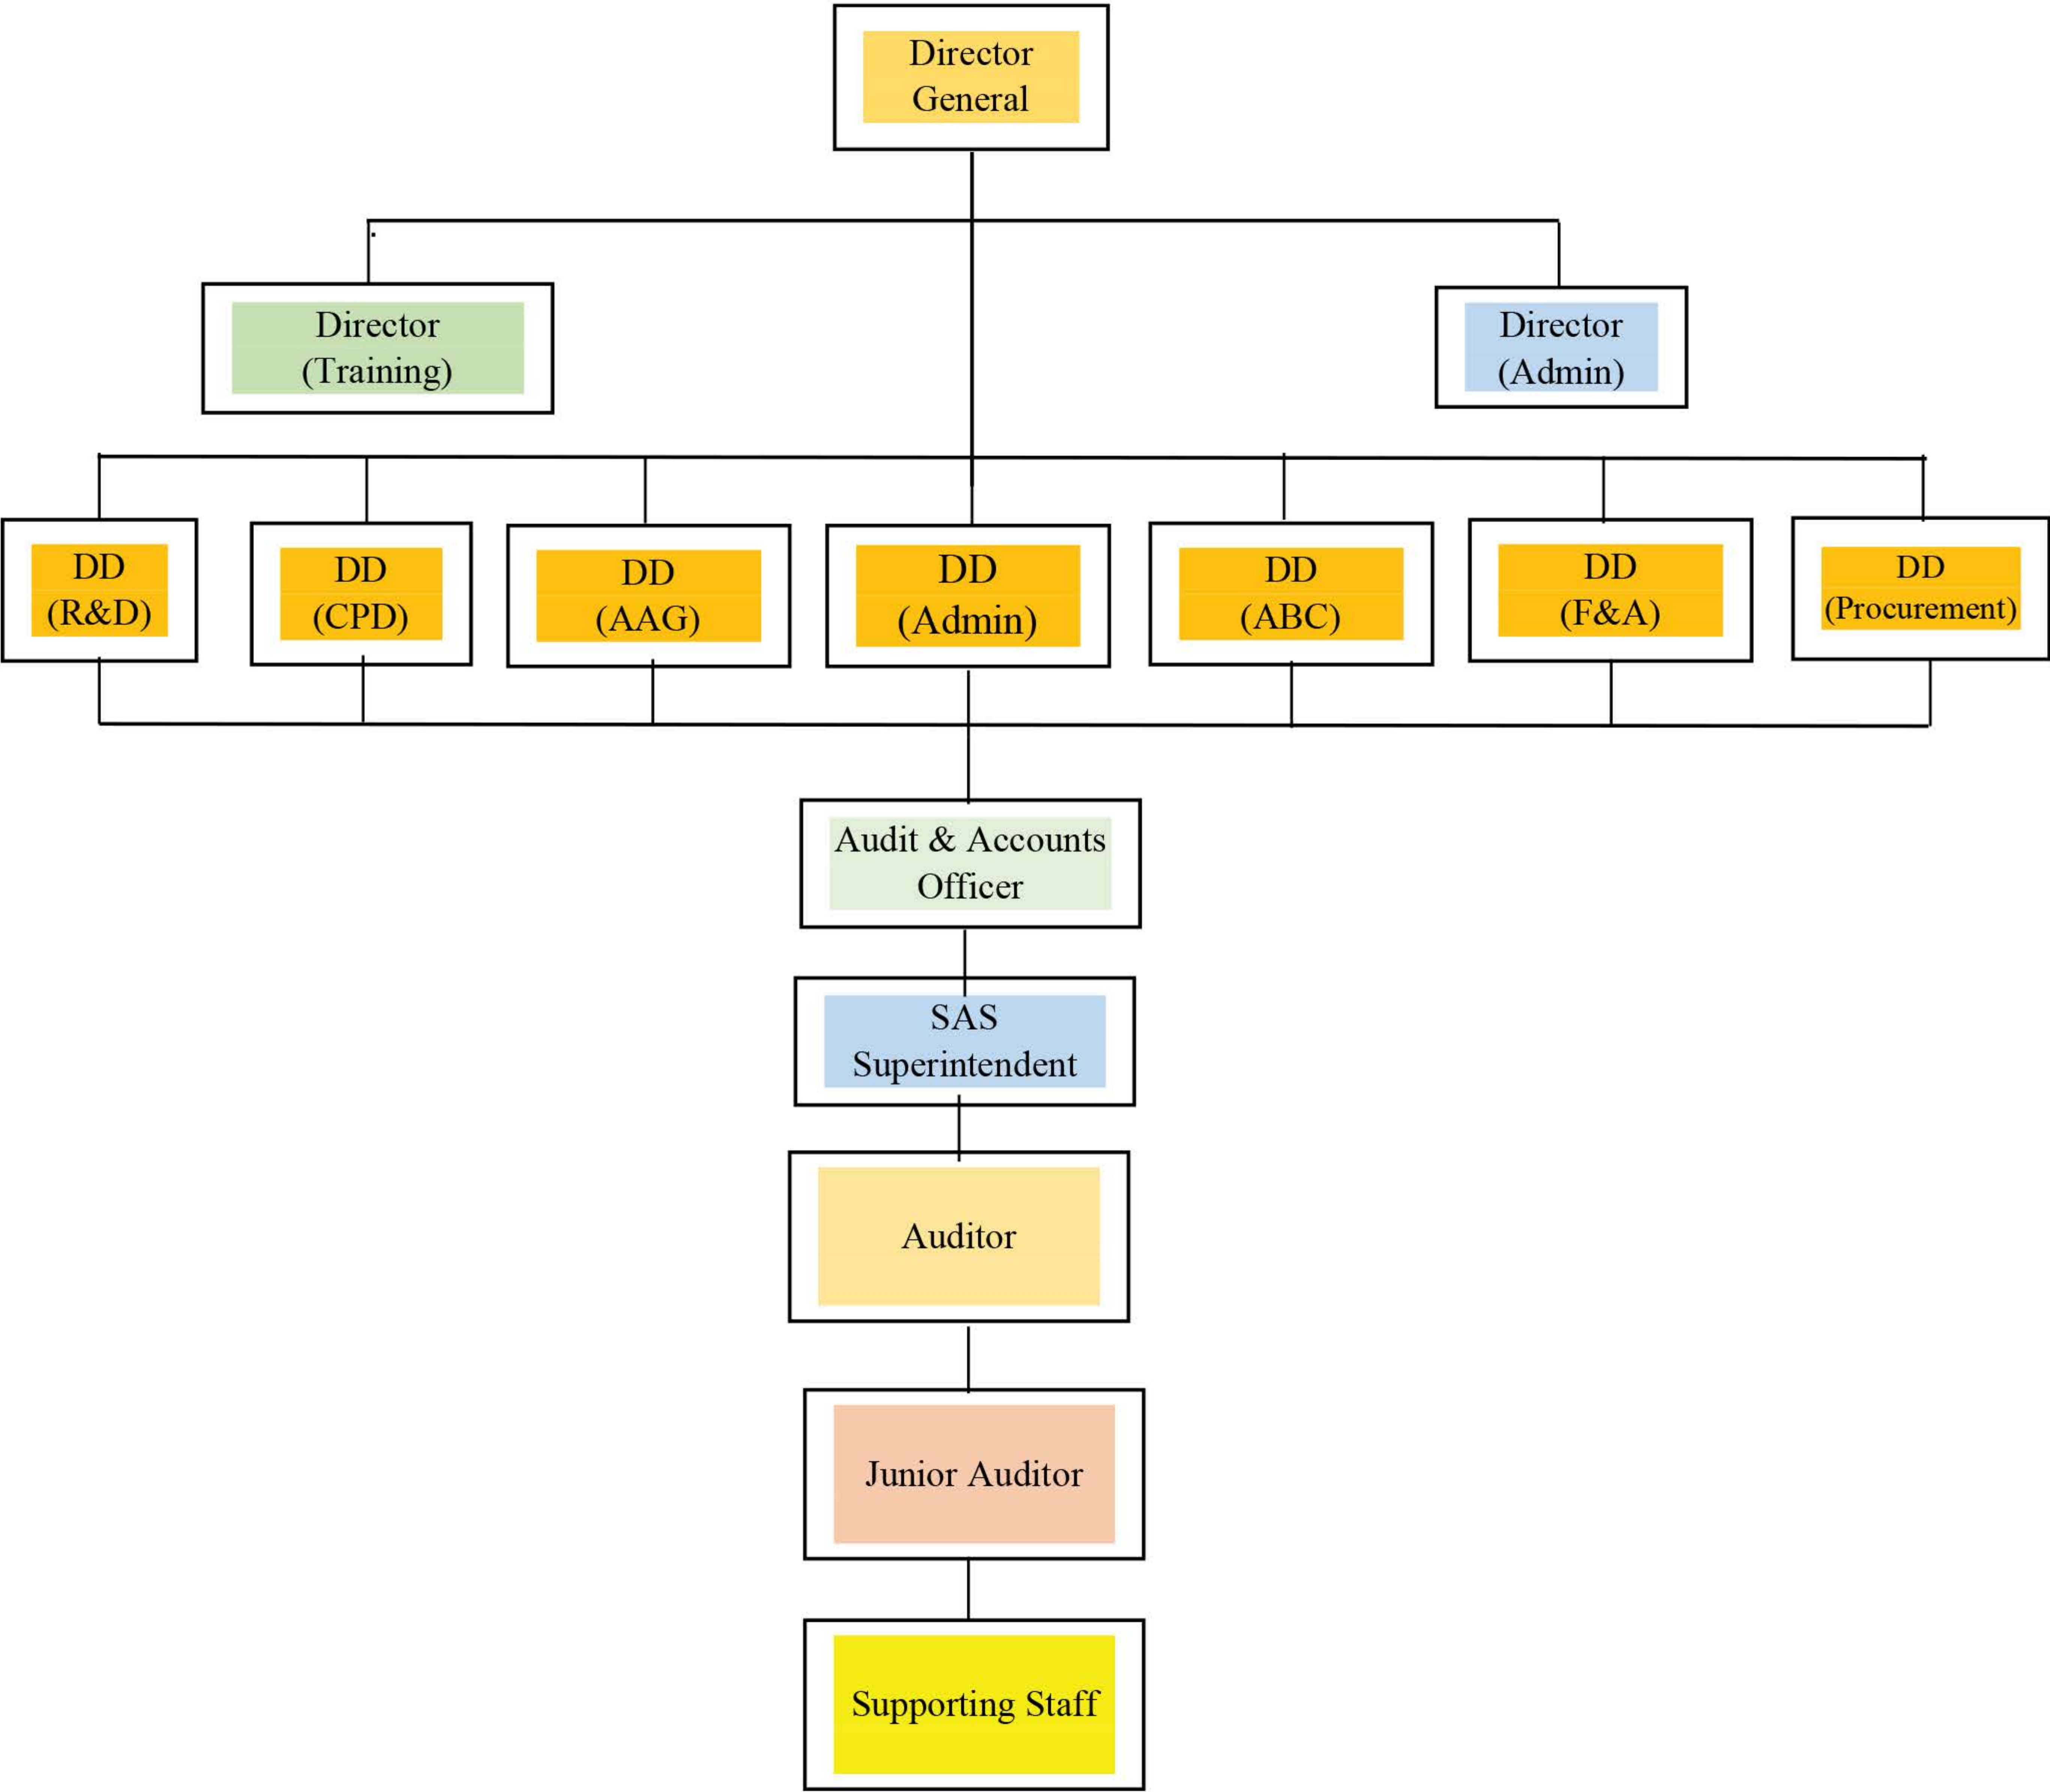 Director
General
Director
(Training)
Director
(Admin)
DD
(R&D)
DD
(CPD)
DD
(AAG)
DD
(Admin)
DD
(ABC)
DD
(F&A)
DD
(Procurement)
Audit & Accounts
Officer
SAS
Superintendent
Auditor
Junior Auditor
Supporting Staff